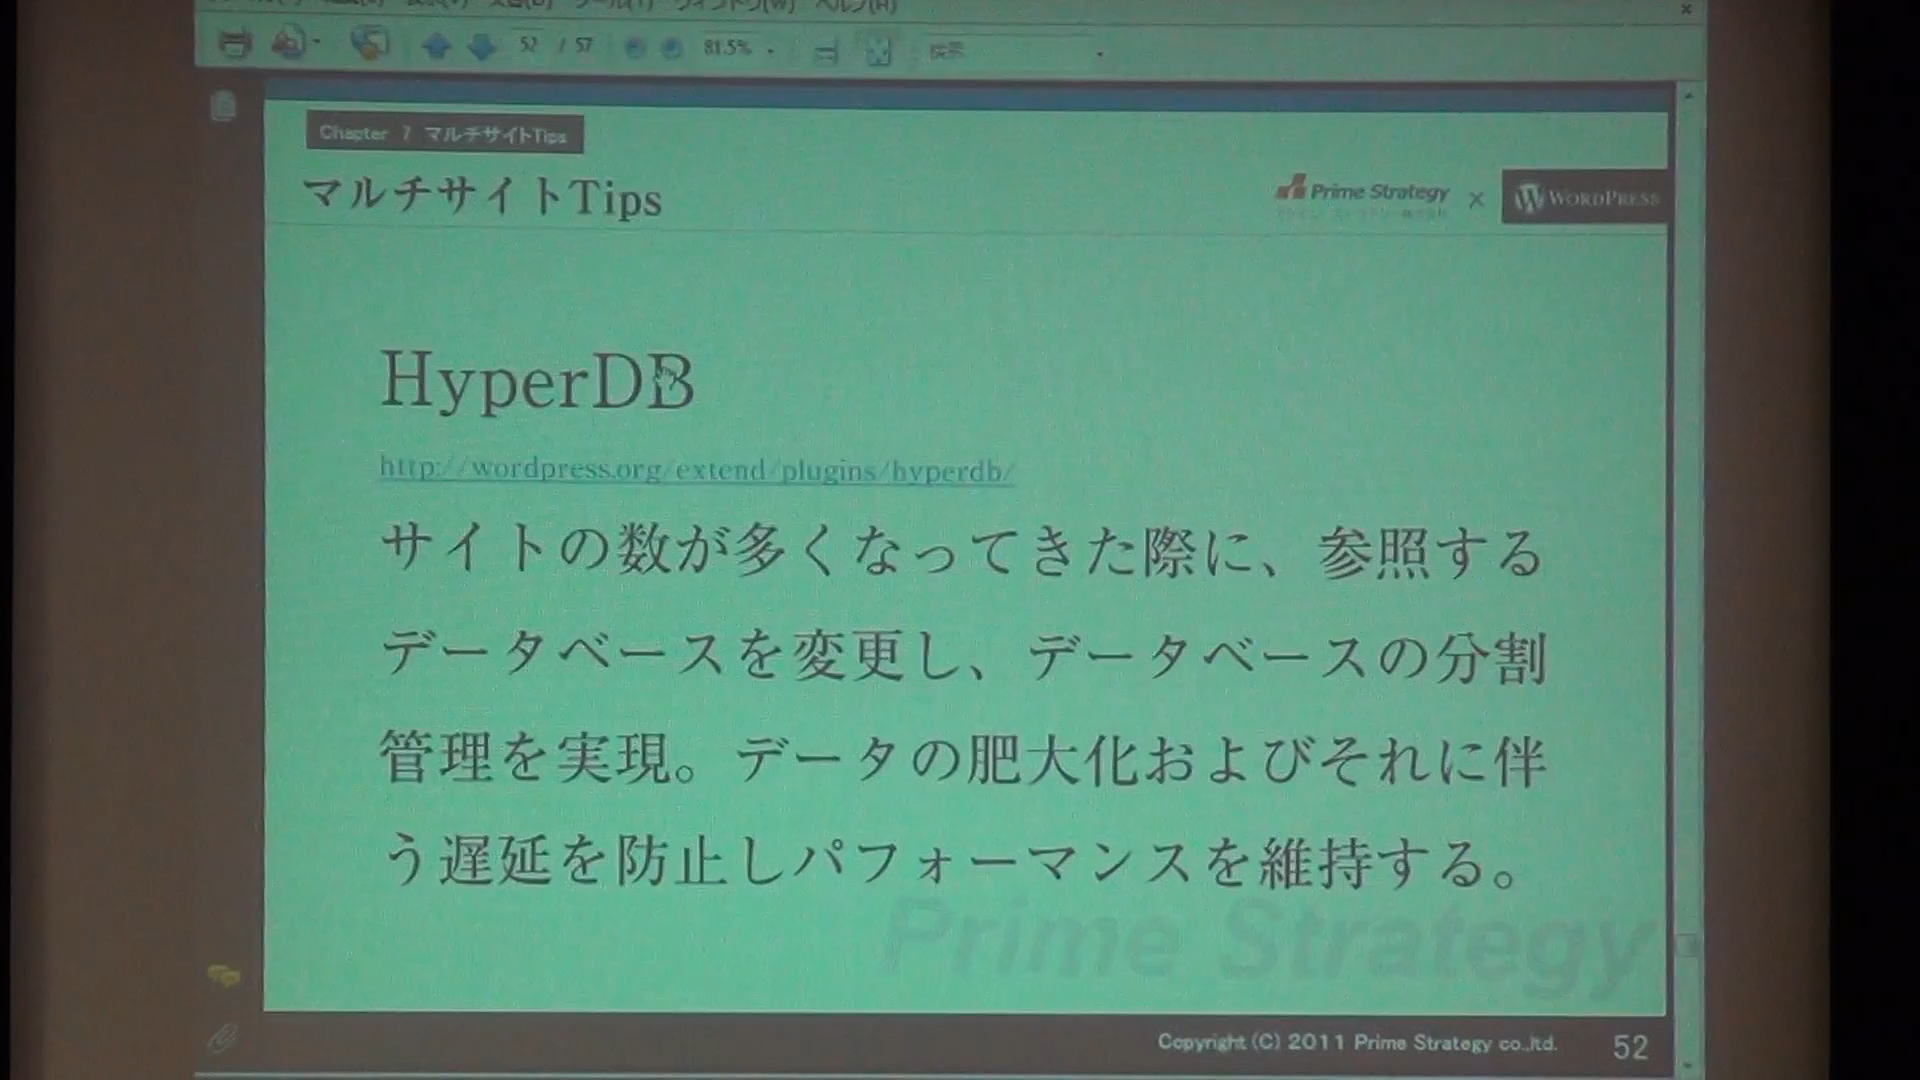 52 / 57
81.5%
検索
Chapter 7 マルチサイトTips
マルチサイトTips
Prime Strategy
×
WORDPRESS
HyperDB
http://wordpress.org/extend/plugins/hyperdb/
サイトの数が多くなってきた際に、参照する
データベースを変更し、データベースの分割
管理を実現。データの肥大化およびそれに伴
う遅延を防止しパフォーマンスを維持する。
Prime Strategy
Copyright (C) 2011 Prime Strategy co.,ltd.
52